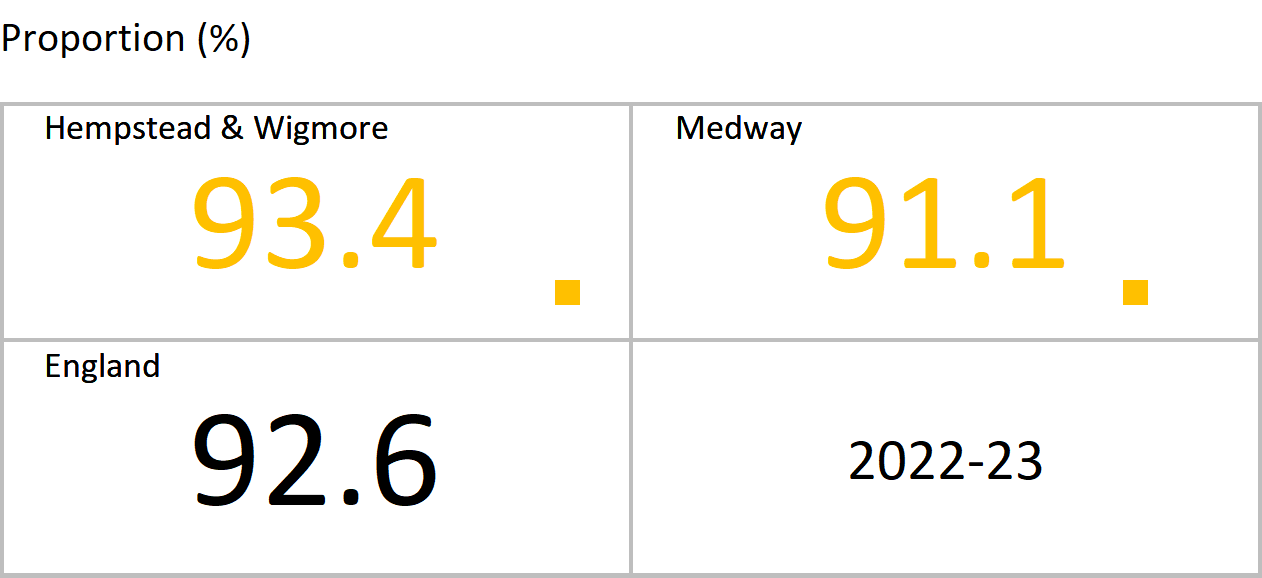 Proportion (%)
Hempstead & Wigmore
93.4
Medway
91.1
England
92.6
2022-23